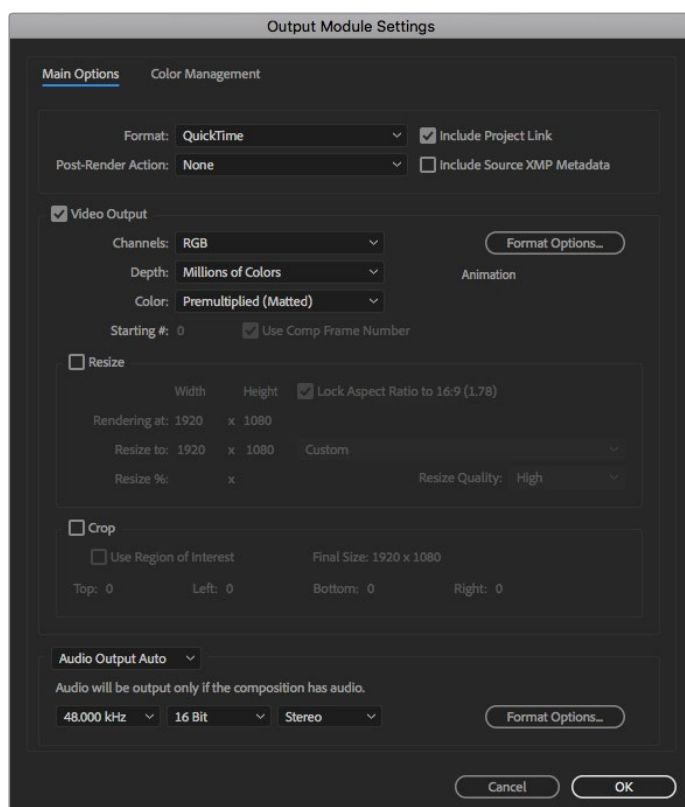 Output Module Settings
Main Options Color Management
Format: QuickTime Include Project Link
Post-Render Action: None Include Source XMP Metadata
Video Output
Channels: RGB Format Options...
Depth: Millions of Colors Animation
Color: Premultiplied (Matted)
Starting #: 0 Use Comp Frame Number
Resize
Width Height Lock Aspect Ratio to 16:9 (1.78)
Rendering at: 1920 x 1080
Resize to: 1920 x 1080 Custom
Resize %: x Resize Quality: High
Crop
Use Region of Interest Final Size: 1920 x 1080
Top: 0 Left: 0 Bottom: 0 Right: 0
Audio Output Auto
Audio will be output only if the composition has audio.
48.000 kHz 16 Bit Stereo Format Options...
Cancel OK